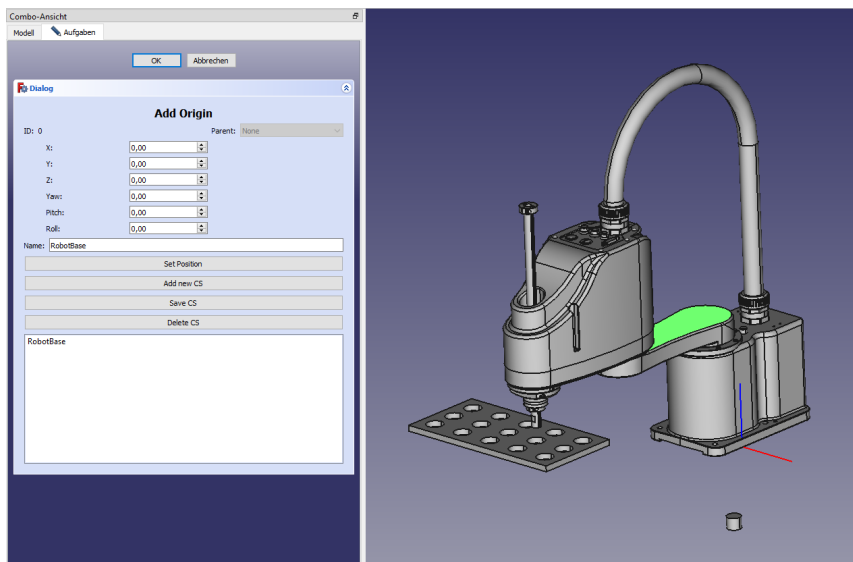 Combo-Ansicht
Modell Aufgaben
OK Abbrechen
Dialog
Add Origin
ID: 0 Parent: None
X: 0,00
Y: 0,00
Z: 0,00
Yaw: 0,00
Pitch: 0,00
Roll: 0,00
Name: RobotBase
Set Position
Add new CS
Save CS
Delete CS
RobotBase